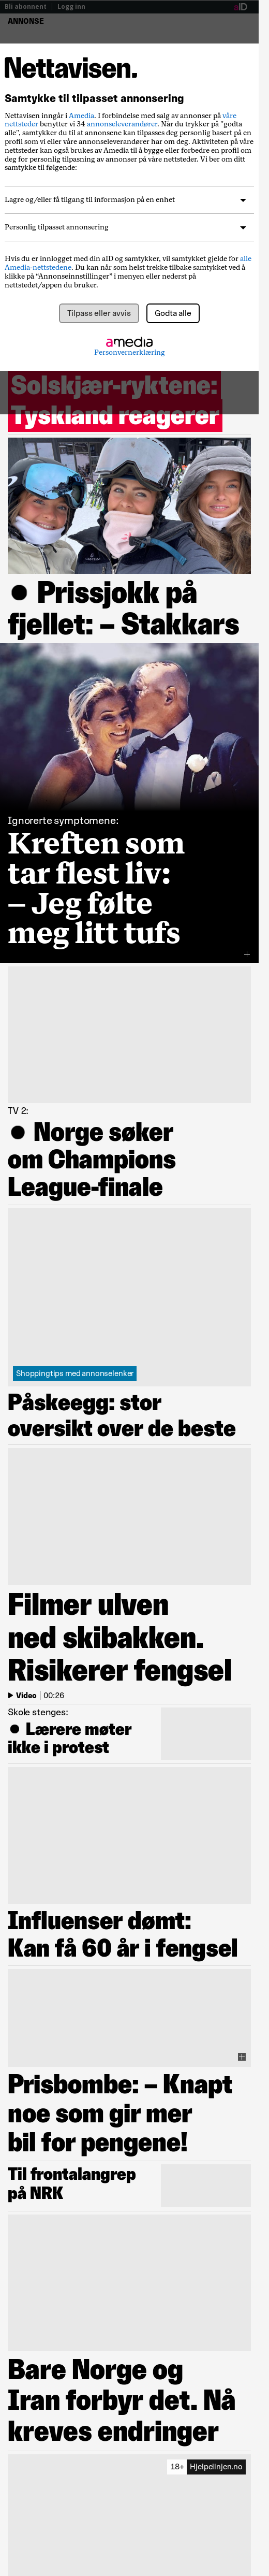 Bli abonnent | Logg inn aID
ANNONSE
Nettavisen.
Samtykke til tilpasset annonsering
Nettavisen inngår i Amedia. I forbindelse med salg av annonser på våre
nettsteder benytter vi 34 annonseleverandører. Når du trykker på "godta
alle", samtykker du til at annonsen tilpasses deg personlig basert på en
profil som vi eller våre annonseleverandører har om deg. Aktiviteten på våre
nettsteder kan også brukes av Amedia til å bygge eller forbedre en profil om
deg for personlig tilpasning av annonser på våre nettsteder. Vi ber om ditt
samtykke til følgende:
Lagre og/eller få tilgang til informasjon på en enhet
Personlig tilpasset annonsering
Hvis du er innlogget med din aID og samtykker, vil samtykket gjelde for alle
Amedia-nettstedene. Du kan når som helst trekke tilbake samtykket ved å
klikke på “Annonseinnstillinger” i menyen eller nederst på
nettstedet/appen du bruker.
Tilpass eller avvis Godta alle
amedia
Personvernerklæring
Solskjær-ryktene:
Tyskland reagerer
Prissjokk på
fjellet: – Stakkars
Ignorerte symptomene:
Kreften som
tar flest liv:
– Jeg følte
meg litt tufs
TV 2:
Norge søker
om Champions
League-finale
Shoppingtips med annonselenker
Påskeegg: stor
oversikt over de beste
Filmer ulven
ned skibakken.
Risikerer fengsel
Video | 00:26
Skole stenges:
Lærere møter
ikke i protest
Influenser dømt:
Kan få 60 år i fengsel
Prisbombe: – Knapt
noe som gir mer
bil for pengene!
Til frontalangrep
på NRK
Bare Norge og
Iran forbyr det. Nå
kreves endringer
18+ Hjelpelinjen.no